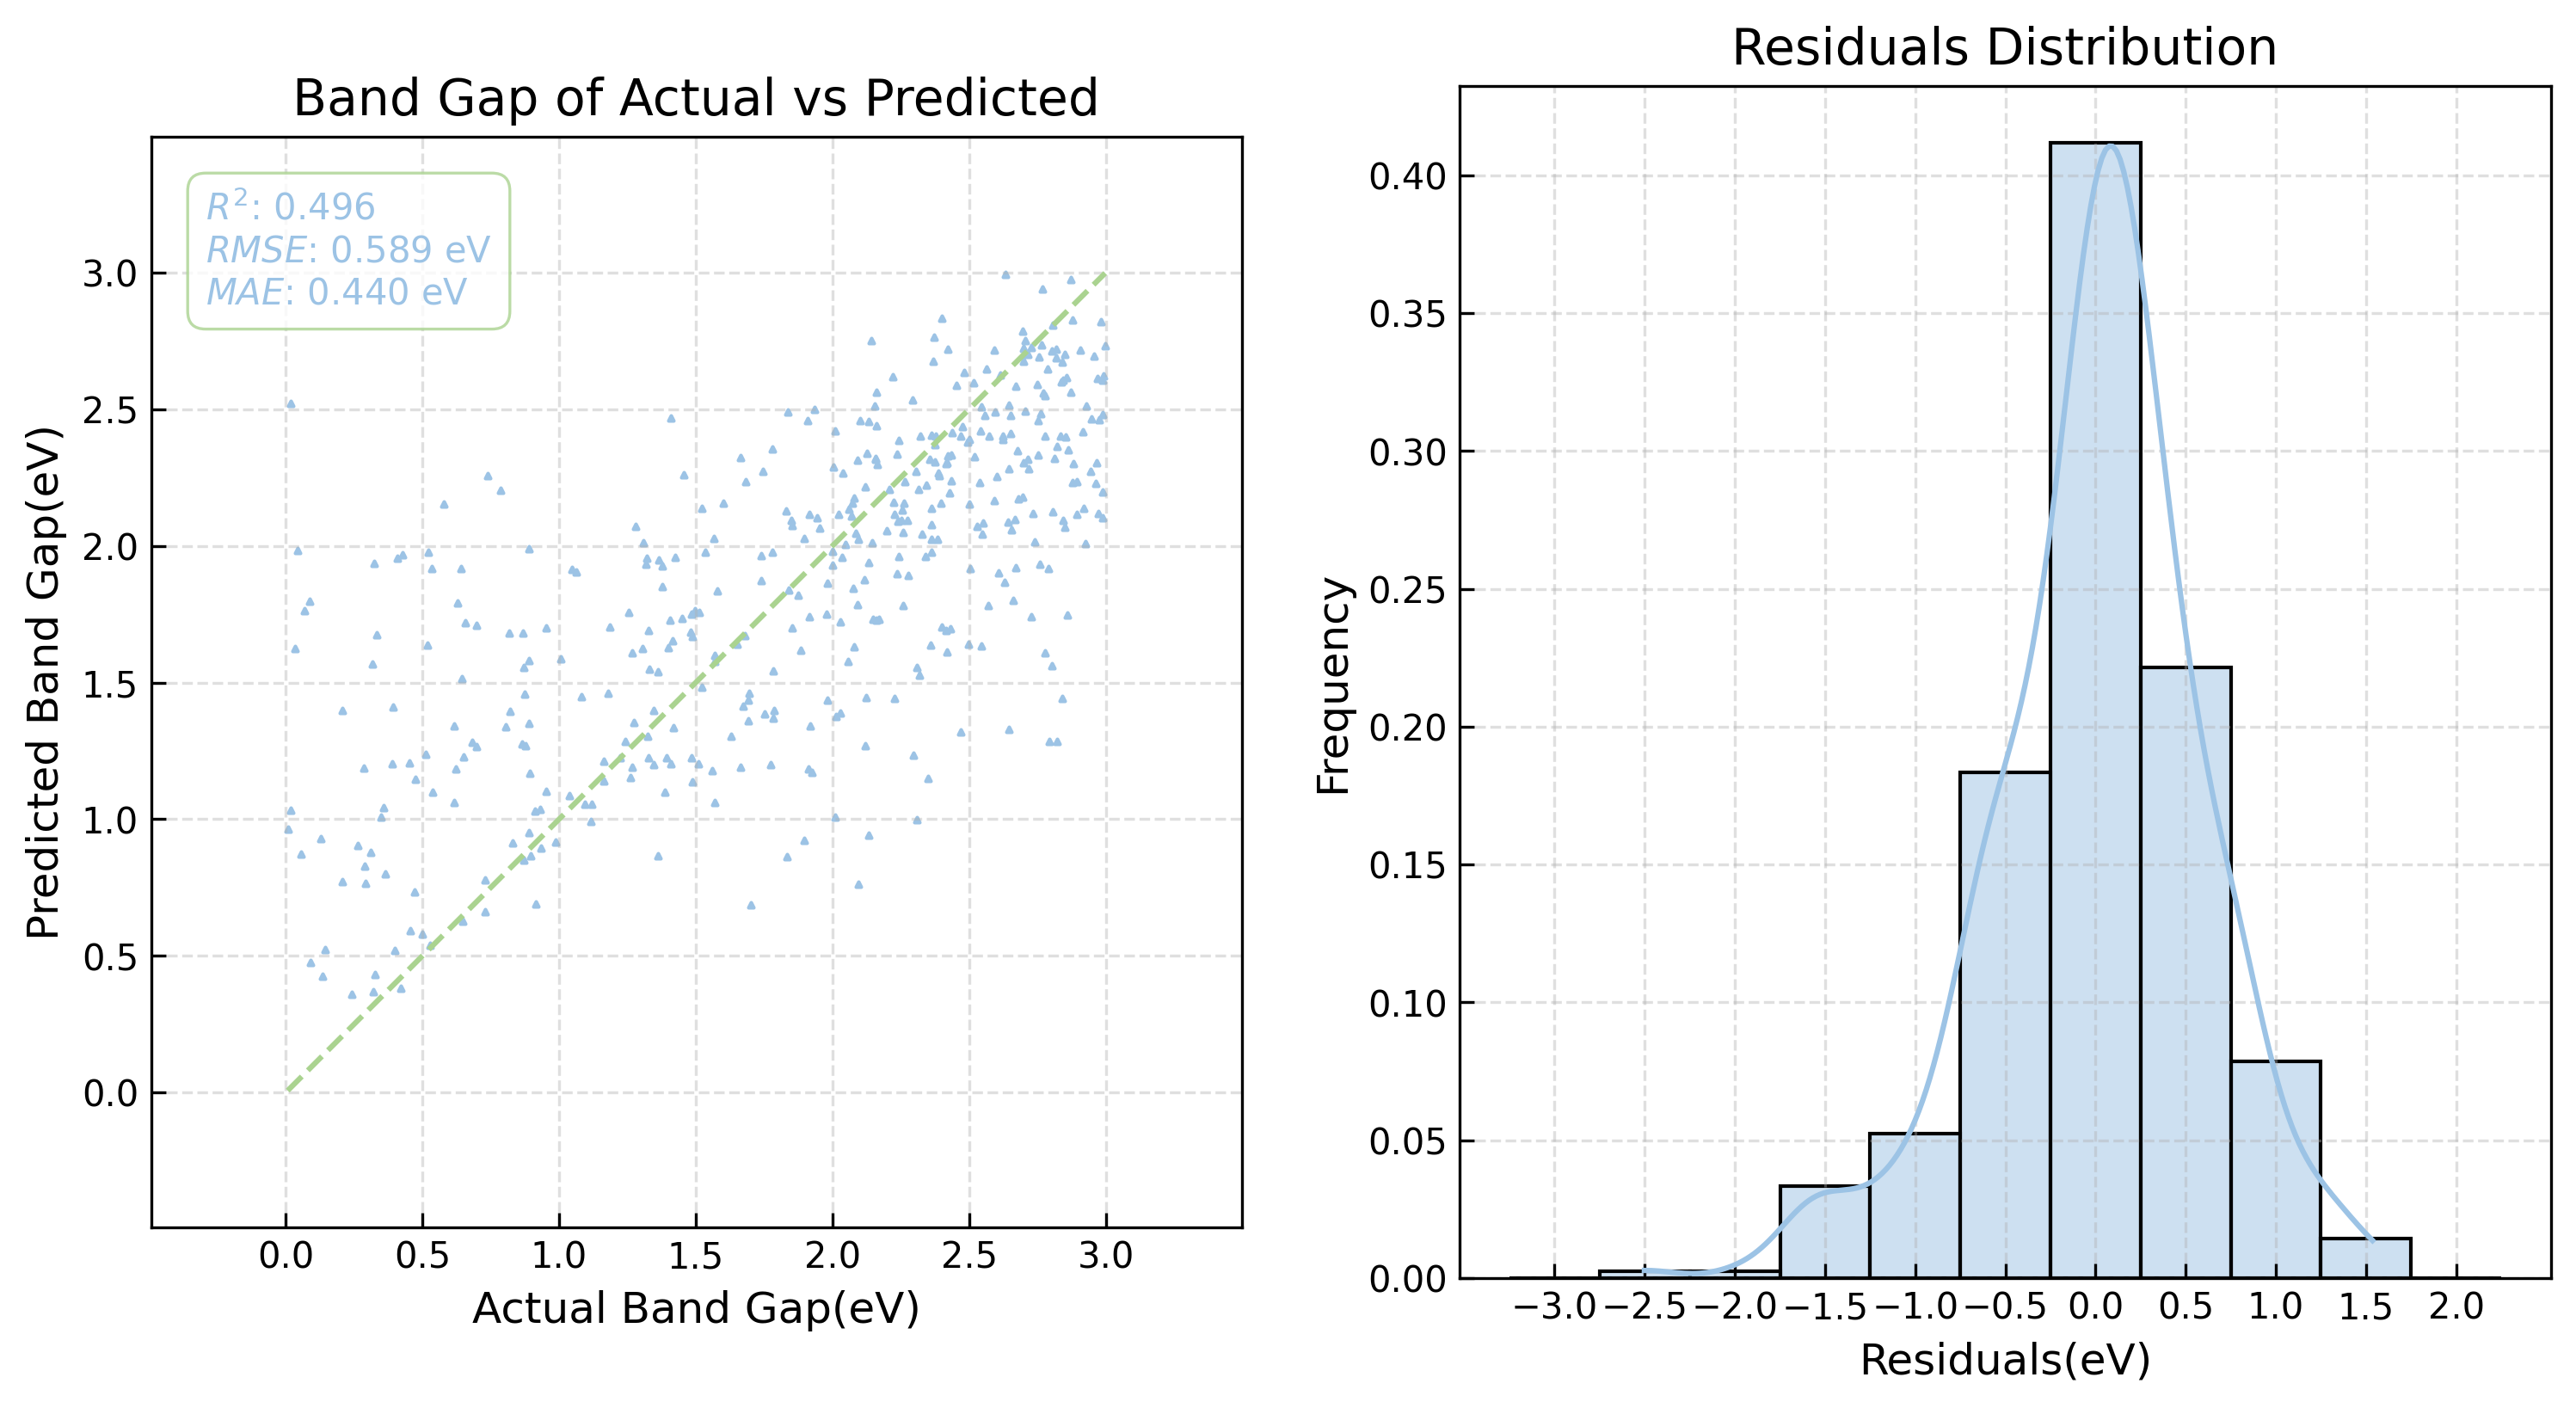 Band Gap of Actual vs Predicted
R²: 0.496
RMSE: 0.589 eV
MAE: 0.440 eV
Predicted Band Gap(eV)
3.0
2.5
2.0
1.5
1.0
0.5
0.0
0.0 0.5 1.0 1.5 2.0 2.5 3.0
Actual Band Gap(eV)
Residuals Distribution
Frequency
0.40
0.35
0.30
0.25
0.20
0.15
0.10
0.05
0.00
−3.0 −2.5 −2.0 −1.5 −1.0 −0.5 0.0 0.5 1.0 1.5 2.0
Residuals(eV)